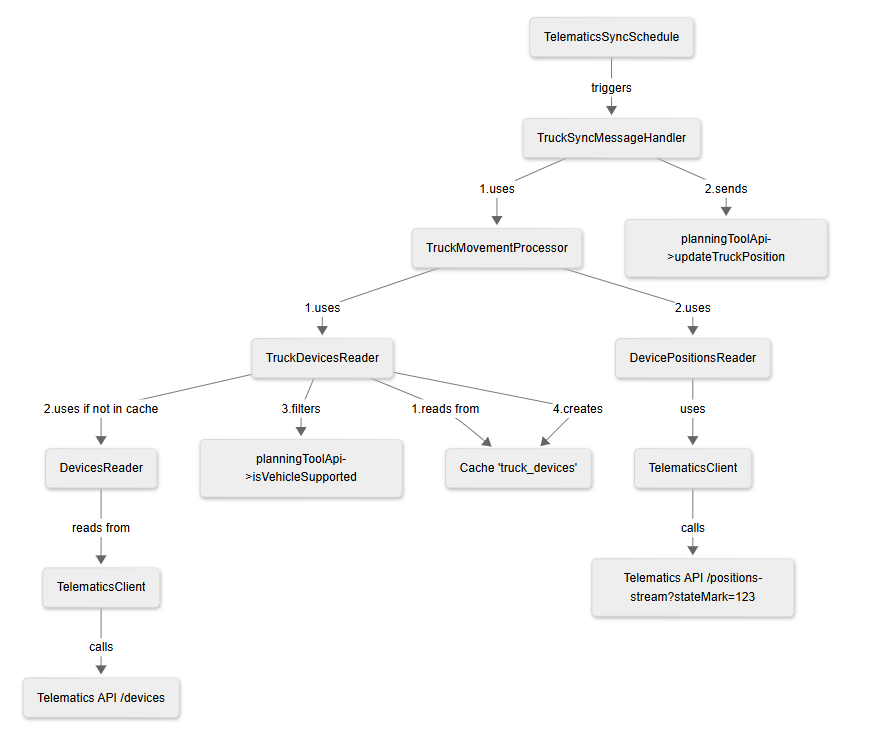 TelematicsSyncSchedule
triggers
TruckSyncMessageHandler
1.uses
2.sends
TruckMovementProcessor
planningToolApi-
>updateTruckPosition
1.uses
2.uses
TruckDevicesReader
DevicePositionsReader
2.uses if not in cache
3.filters
1.reads from
4.creates
uses
DevicesReader
planningToolApi-
>isVehicleSupported
Cache 'truck_devices'
TelematicsClient
reads from
calls
TelematicsClient
Telematics API /positions-
stream?stateMark=123
calls
Telematics API /devices